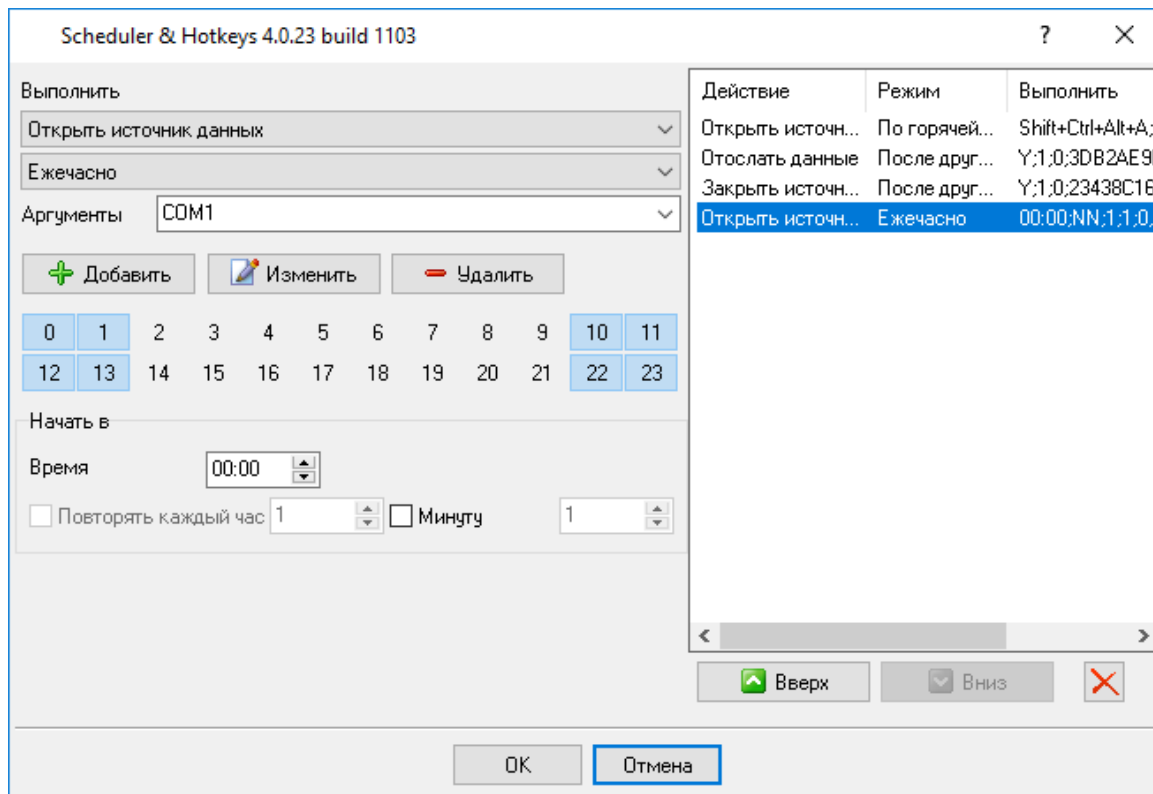 Scheduler & Hotkeys 4.0.23 build 1103
?
Выполнить
Открыть источник данных
Ежечасно
Аргументы COM1
Добавить Изменить Удалить
0 1 2 3 4 5 6 7 8 9 10 11
12 13 14 15 16 17 18 19 20 21 22 23
Начать в
Время 00:00
Повторять каждый час 1 Минуту 1
Действие Режим Выполнить
Открыть источн... По горячей... Shift+Ctrl+Alt+A;
Отослать данные После друг... Y;1;0;3DB2AE9
Закрыть источн... После друг... Y;1;0;23438C16
Открыть источн... Ежечасно 00:00;NN;1;1;0,
Вверх Вниз
OK Отмена